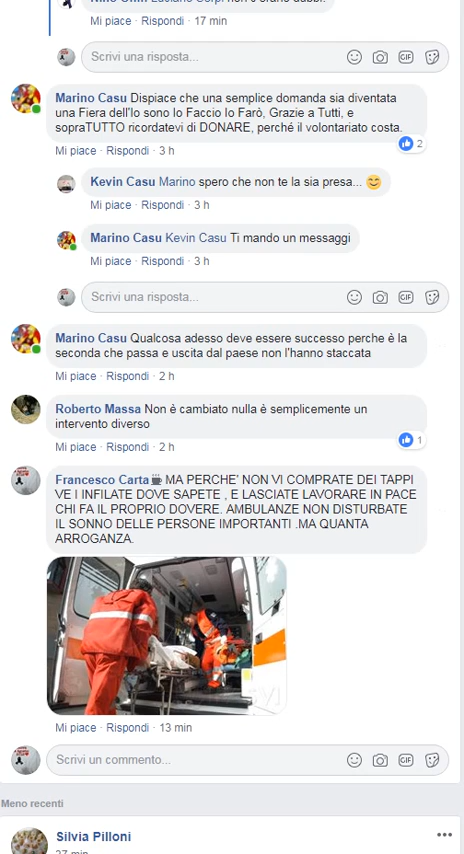 Mi piace · Rispondi · 17 min
Scrivi una risposta...
GIF
Marino Casu Dispiace che una semplice domanda sia diventata
una Fiera dell'Io sono Io Faccio Io Farò, Grazie a Tutti, e
sopraTUTTO ricordatevi di DONARE, perché il volontariato costa.
2
Mi piace · Rispondi · 3 h
Kevin Casu Marino spero che non te la sia presa...
Mi piace · Rispondi · 3 h
Marino Casu Kevin Casu Ti mando un messaggi
Mi piace · Rispondi · 3 h
Scrivi una risposta...
GIF
Marino Casu Qualcosa adesso deve essere successo perche è la
seconda che passa e uscita dal paese non l'hanno staccata
Mi piace · Rispondi · 2 h
Roberto Massa Non è cambiato nulla è semplicemente un
intervento diverso
1
Mi piace · Rispondi · 2 h
Francesco Carta MA PERCHE' NON VI COMPRATE DEI TAPPI
VE I INFILATE DOVE SAPETE , E LASCIATE LAVORARE IN PACE
CHI FA IL PROPRIO DOVERE. AMBULANZE NON DISTURBATE
IL SONNO DELLE PERSONE IMPORTANTI .MA QUANTA
ARROGANZA.
Mi piace · Rispondi · 13 min
Scrivi un commento...
GIF
Meno recenti
Silvia Pilloni
27 min